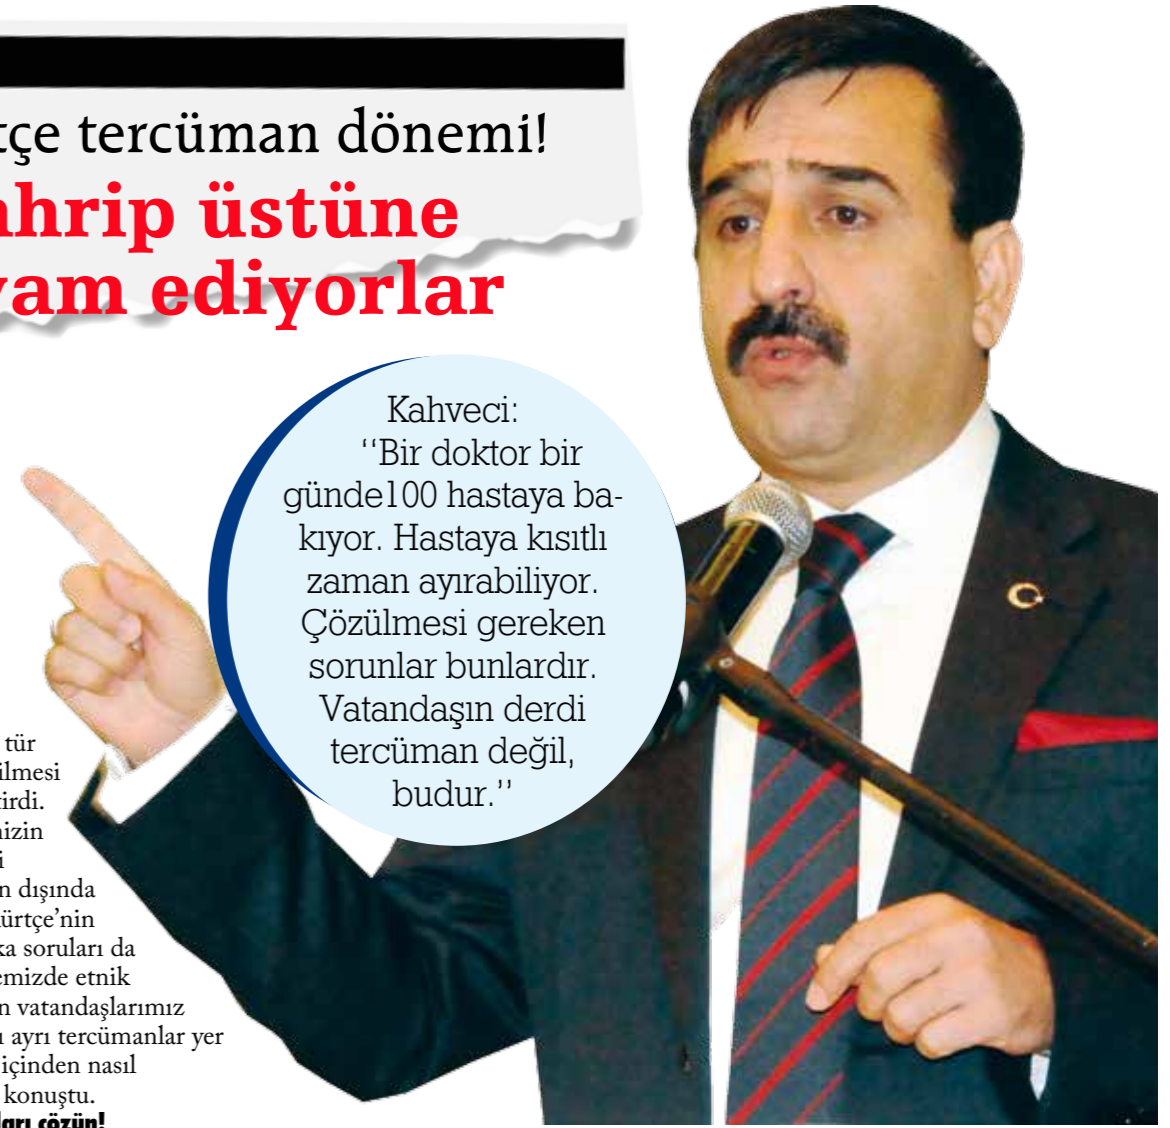 tçe tercüman dönemi!
ahrip üstüne
vam ediyorlar
Kahveci:
''Bir doktor bir
günde100 hastaya ba-
kıyor. Hastaya kısıtlı
zaman ayırabiliyor.
Çözülmesi gereken
sorunlar bunlardır.
Vatandaşın derdi
tercüman değil,
budur.''
tür
ilmesi
tirdi.
nizin
i
n dışında
ürtçe’nin
ka soruları da
emizde etnik
n vatandaşlarımız
ı ayrı tercümanlar yer
içinden nasıl
konuştu.
ları çözün!